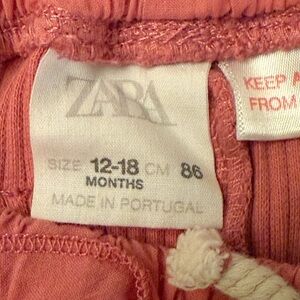 ZARA
SIZE 12-18 CM 86
MONTHS
MADE IN PORTUGAL
KEEP
FROM